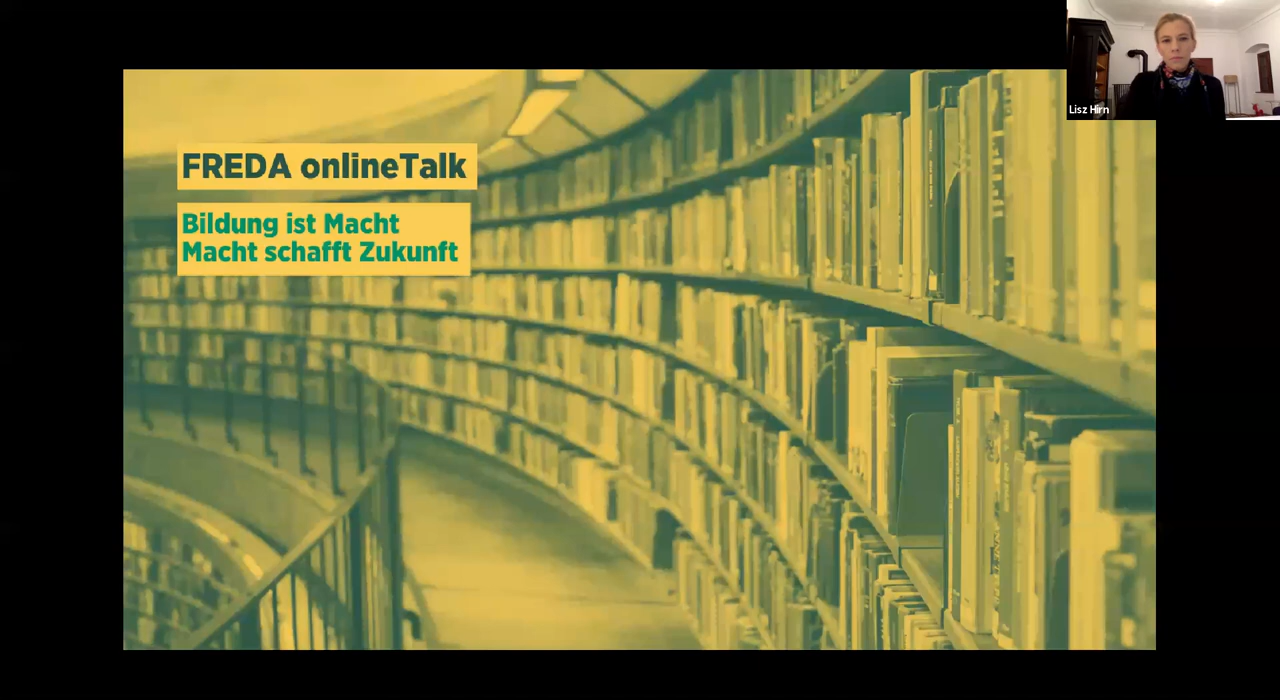 FREDA onlineTalk
Bildung ist Macht
Macht schafft Zukunft
Lisz Hirn